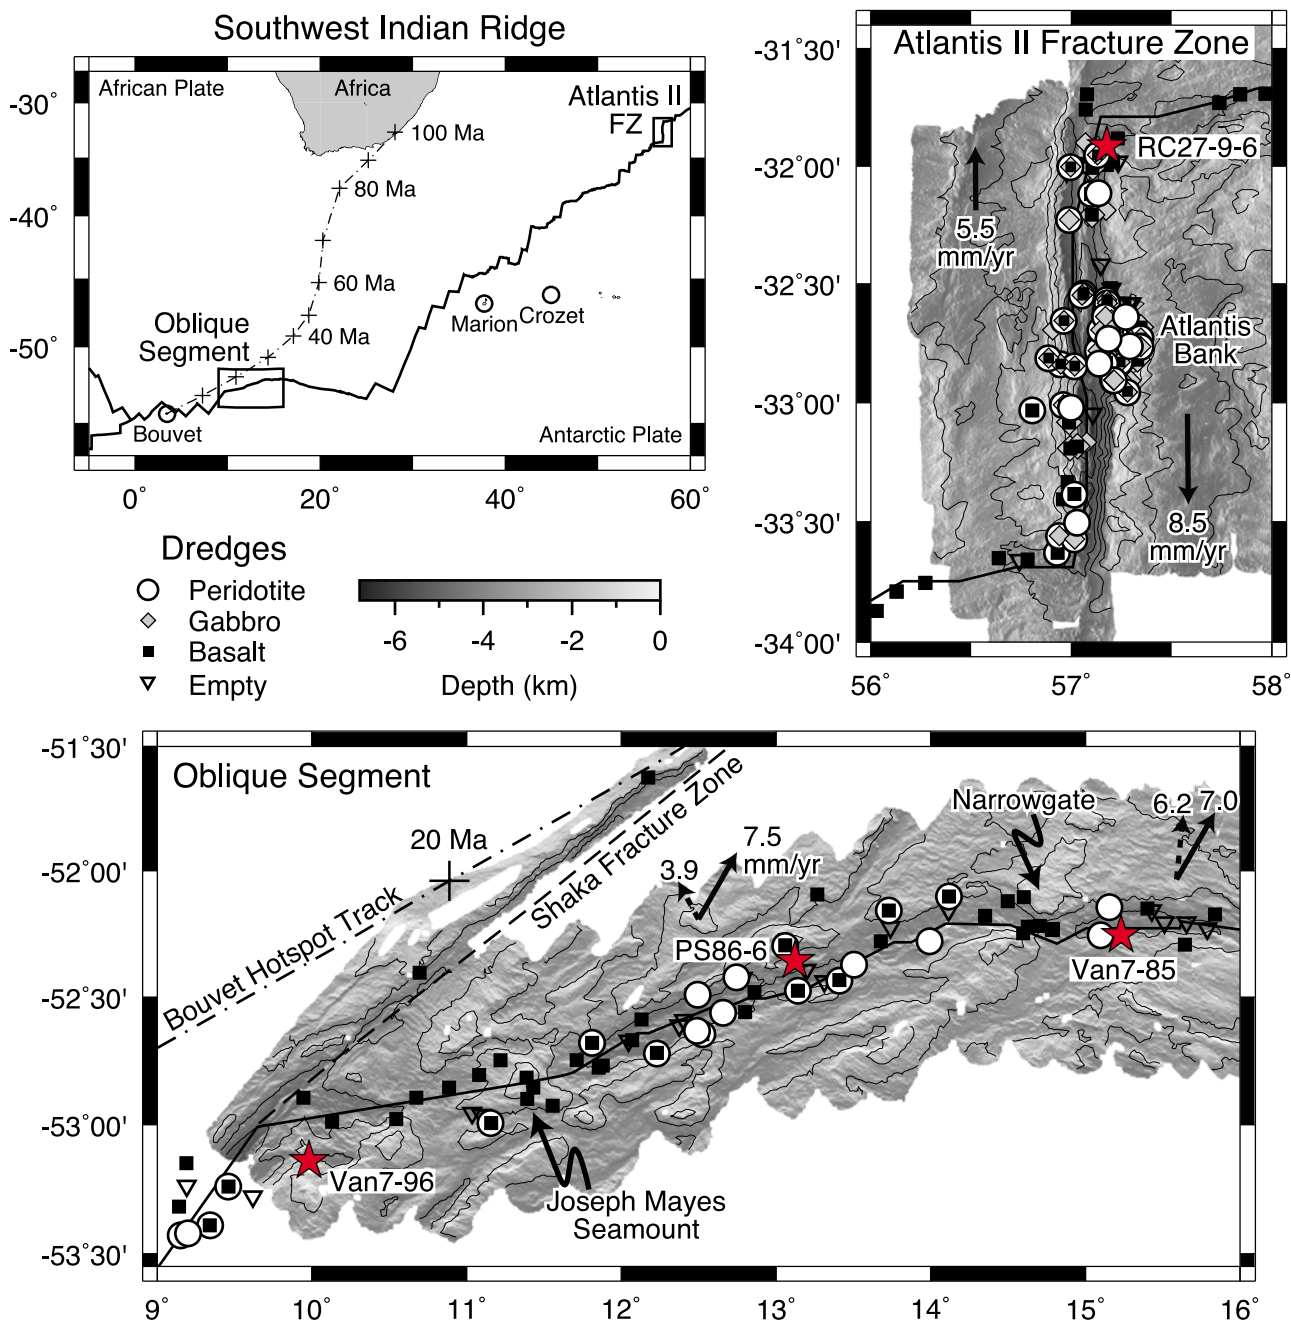 Southwest Indian Ridge
African Plate
Africa
Atlantis II
FZ
100 Ma
80 Ma
60 Ma
40 Ma
Oblique
Segment
Marion
Crozet
Bouvet
Antarctic Plate
-30˚
-40˚
-50˚
0˚ 20˚ 40˚ 60˚
Dredges
Peridotite
Gabbro
Basalt
Empty
-6 -4 -2 0
Depth (km)
Atlantis II Fracture Zone
-31˚30'
-32˚00'
-32˚30'
-33˚00'
-33˚30'
-34˚00'
RC27-9-6
5.5
mm/yr
Atlantis
Bank
8.5
mm/yr
56˚ 57˚ 58˚
Oblique Segment
-51˚30'
-52˚00'
-52˚30'
-53˚00'
-53˚30'
20 Ma
Bouvet Hotspot Track
Shaka Fracture Zone
3.9
7.5
mm/yr
Narrowgate
6.2 7.0
PS86-6
Van7-85
Van7-96
Joseph Mayes
Seamount
9˚ 10˚ 11˚ 12˚ 13˚ 14˚ 15˚ 16˚